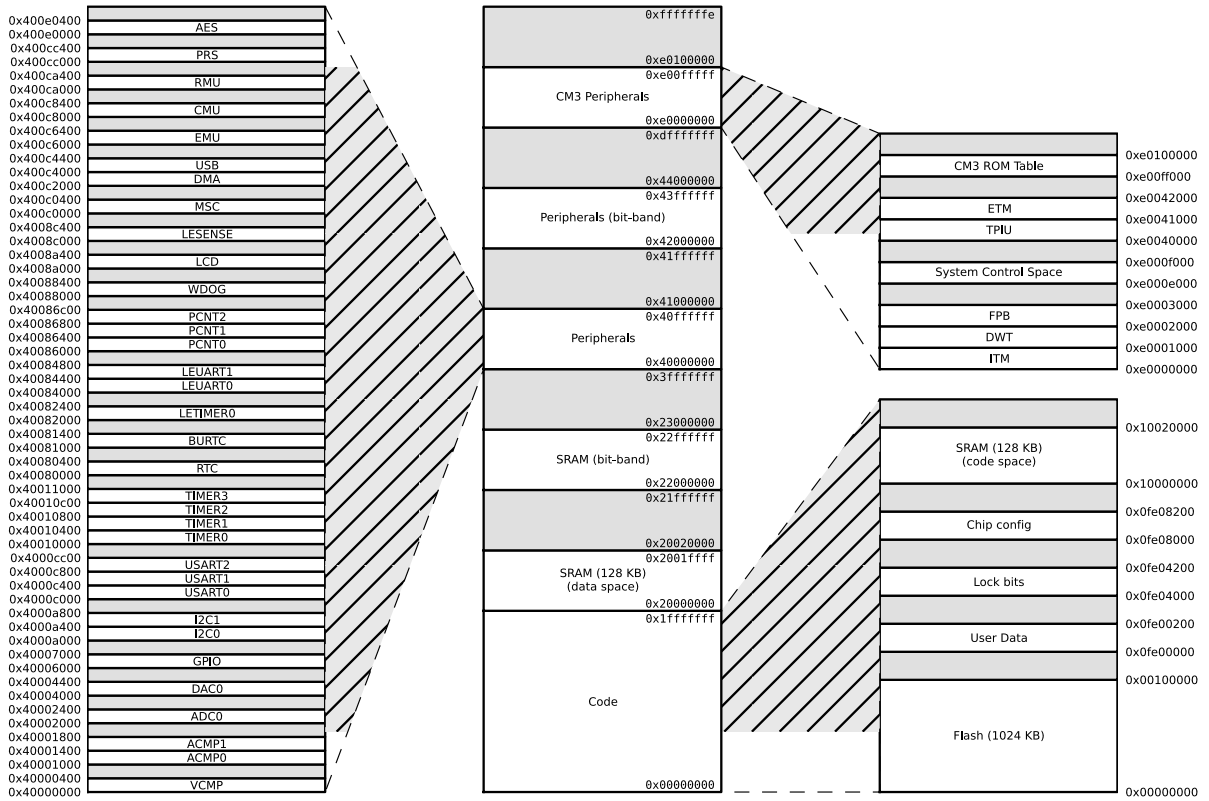 0x400e0400
AES
0x400e0000
0x400cc400
PRS
0x400cc000
0x400ca400
RMU
0x400ca000
0x400c8400
CMU
0x400c8000
0x400c6400
EMU
0x400c6000
0x400c4400
USB
0x400c4000
DMA
0x400c2000
0x400c0400
MSC
0x400c0000
0x4008c400
LESENSE
0x4008c000
0x4008a400
LCD
0x4008a000
0x40088400
WDOG
0x40088000
0x40086c00
PCNT2
0x40086800
PCNT1
0x40086400
PCNT0
0x40086000
0x40084800
LEUART1
0x40084400
LEUART0
0x40084000
0x40082400
LETIMER0
0x40082000
0x40081400
BURTC
0x40081000
0x40080400
RTC
0x40080000
0x40011000
TIMER3
0x40010c00
TIMER2
0x40010800
TIMER1
0x40010400
TIMER0
0x40010000
0x4000cc00
USART2
0x4000c800
USART1
0x4000c400
USART0
0x4000c000
0x4000a800
I2C1
0x4000a400
I2C0
0x4000a000
0x40007000
GPIO
0x40006000
0x40004400
DAC0
0x40004000
0x40002400
ADC0
0x40002000
0x40001800
ACMP1
0x40001400
ACMP0
0x40001000
0x40000400
VCMP
0x40000000
0xfffffffe
0xe0100000
0xe00fffff
CM3 Peripherals
0xe0000000
0xdfffffff
0x44000000
0x43ffffff
Peripherals (bit-band)
0x42000000
0x41ffffff
0x41000000
0x40ffffff
Peripherals
0x40000000
0x3fffffff
0x23000000
0x22ffffff
SRAM (bit-band)
0x22000000
0x21ffffff
0x20020000
0x2001ffff
SRAM (128 KB)
(data space)
0x20000000
0x1fffffff
Code
0x00000000
0xe0100000
CM3 ROM Table
0xe00ff000
0xe0042000
ETM
0xe0041000
TPIU
0xe0040000
0xe000f000
System Control Space
0xe000e000
0xe0003000
FPB
0xe0002000
DWT
0xe0001000
ITM
0xe0000000
0x10020000
SRAM (128 KB)
(code space)
0x10000000
0x0fe08200
Chip config
0x0fe08000
0x0fe04200
Lock bits
0x0fe04000
0x0fe00200
User Data
0x0fe00000
0x00100000
Flash (1024 KB)
0x00000000